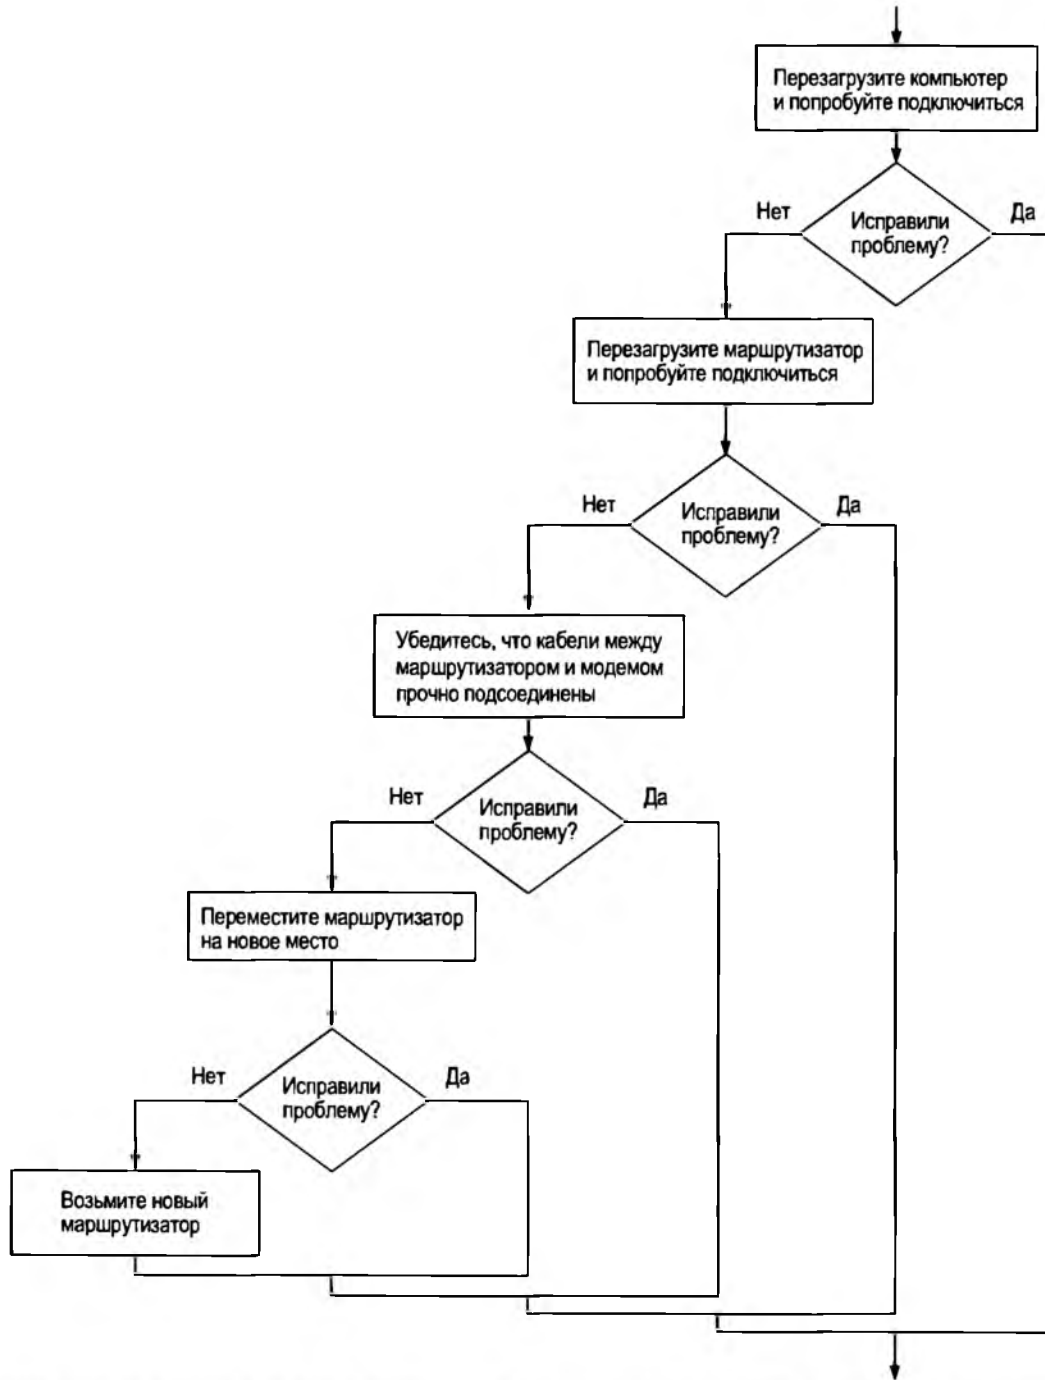 Перезагрузите компьютер
и попробуйте подключиться
Нет
Исправили
проблему?
Да
Перезагрузите маршрутизатор
и попробуйте подключиться
Нет
Исправили
проблему?
Да
Убедитесь, что кабели между
маршрутизатором и модемом
прочно подсоединены
Нет
Исправили
проблему?
Да
Переместите маршрутизатор
на новое место
Нет
Исправили
проблему?
Да
Возьмите новый
маршрутизатор